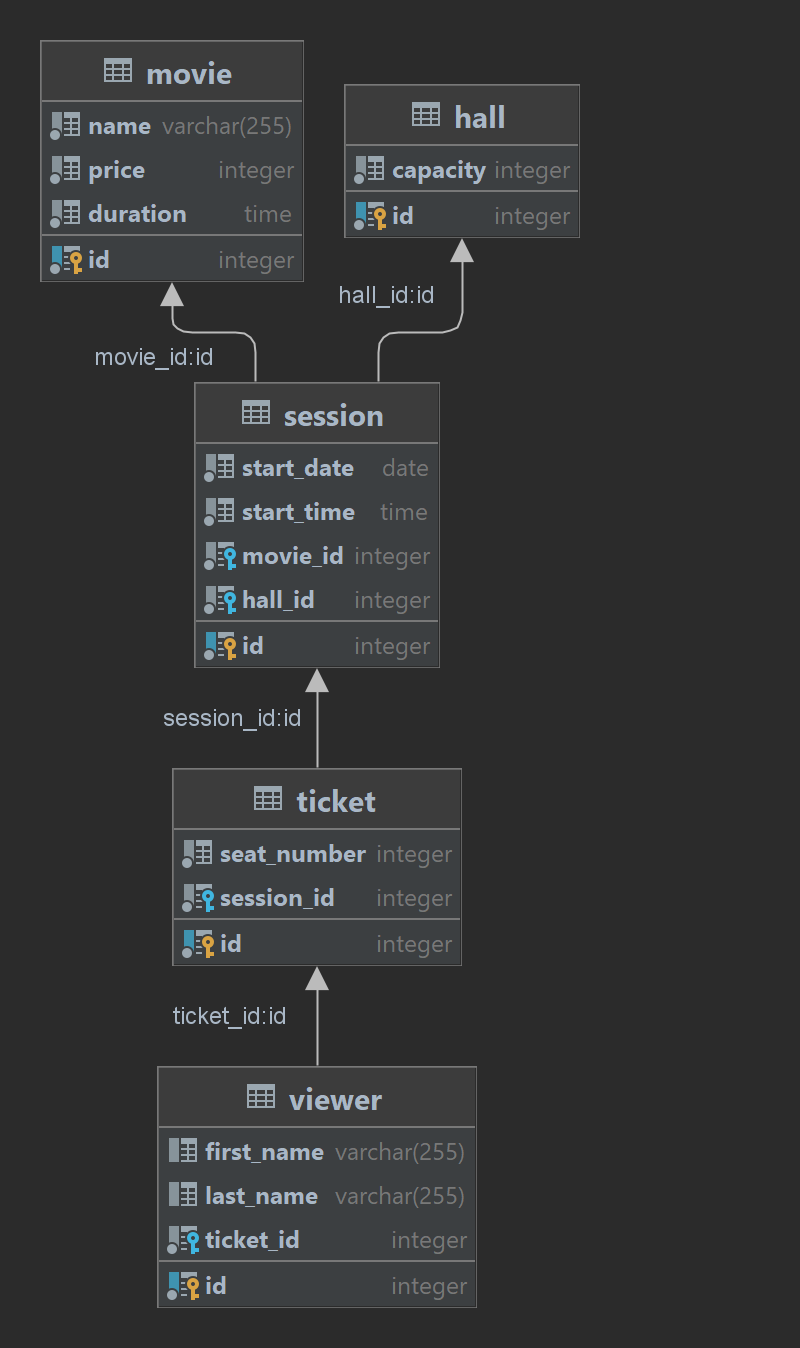 movie
name varchar(255)
price integer
duration time
id integer
hall
capacity integer
id integer
hall_id:id
movie_id:id
session
start_date date
start_time time
movie_id integer
hall_id integer
id integer
session_id:id
ticket
seat_number integer
session_id integer
id integer
ticket_id:id
viewer
first_name varchar(255)
last_name varchar(255)
ticket_id integer
id integer